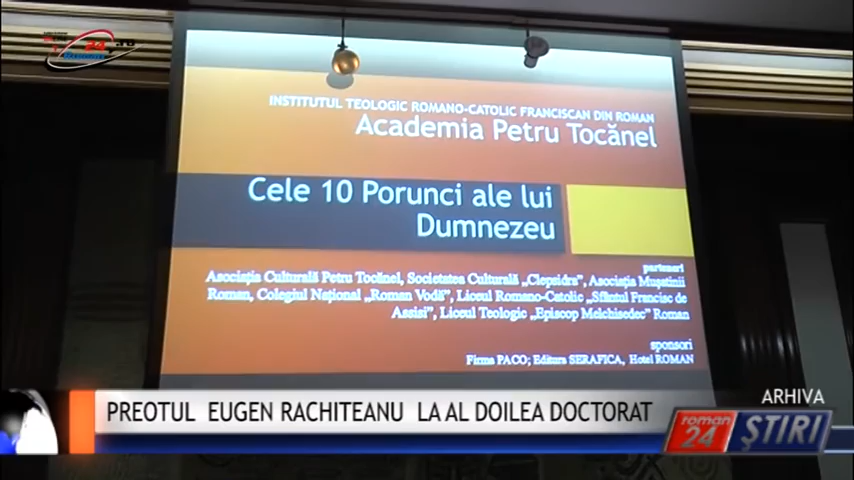 24
INSTITUTUL TEOLOGIC ROMANO-CATOLIC FRANCISCAN DIN ROMAN
Academia Petru Tocănel
Cele 10 Porunci ale lui
Dumnezeu
parteneri
Asociația Culturală Petru Tocănel, Societatea Culturală „Clepsidra”, Asociația Mușatinii
Roman, Colegiul Național „Roman Vodă”, Liceul Romano-Catolic „Sfântul Francisc de
Assisi”, Liceul Teologic „Episcop Melchisedec” Roman
sponsori
Firma PACO; Editura SERAFICA, Hotel ROMAN
ARHIVA
PREOTUL EUGEN RACHITEANU LA AL DOILEA DOCTORAT
roman
24
ȘTIRI